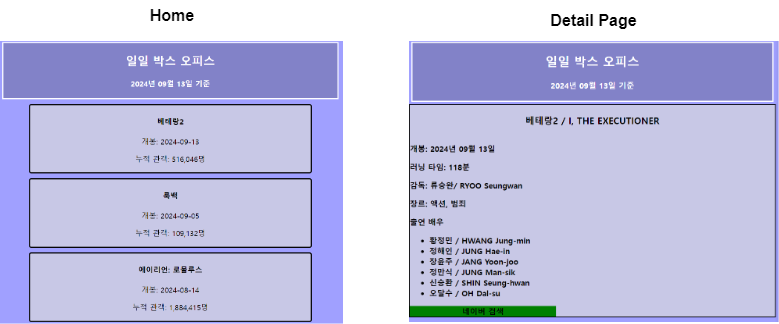 Home
일일 박스 오피스
2024년 09월 13일 기준
베테랑2
개봉: 2024-09-13
누적 관객: 516,046명
룩백
개봉: 2024-09-05
누적 관객: 109,132명
에이리언: 로물루스
개봉: 2024-08-14
누적 관객: 1,884,415명
Detail Page
일일 박스 오피스
2024년 09월 13일 기준
베테랑2 / I, THE EXECUTIONER
개봉: 2024년 09월 13일
러닝 타임: 118분
감독: 류승완/ RYOO Seungwan
장르: 액션, 범죄
출연 배우
• 황정민 / HWANG Jung-min
• 정해인 / JUNG Hae-in
• 장윤주 / JANG Yoon-joo
• 정만식 / JUNG Man-sik
• 신승환 / SHIN Seung-hwan
• 오달수 / OH Dal-su
네이버 검색